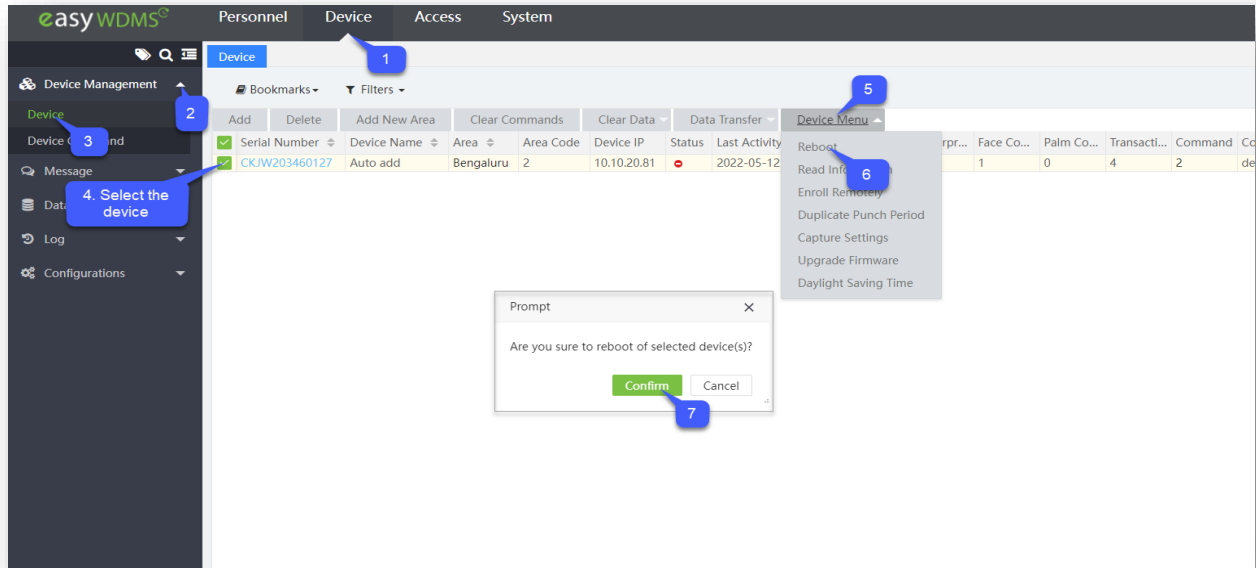 easy WDMS
Personnel Device Access System
1
Device
Device Management
2
Bookmarks Filters
5
Device
3
Add Delete Add New Area Clear Commands Clear Data Data Transfer Device Menu
Device
Serial Number Device Name Area Area Code Device IP Status Last Activity Face Co... Palm Co... Transacti... Command
CKJW203460127 Auto add Bengaluru 2 10.10.20.81 2022-05-12 1 0 4 2
Message
4. Select the
device
Log
Configurations
Reboot
6
Read
Enroll Remotely
Duplicate Punch Period
Capture Settings
Upgrade Firmware
Daylight Saving Time
Prompt
Are you sure to reboot of selected device(s)?
Confirm Cancel
7